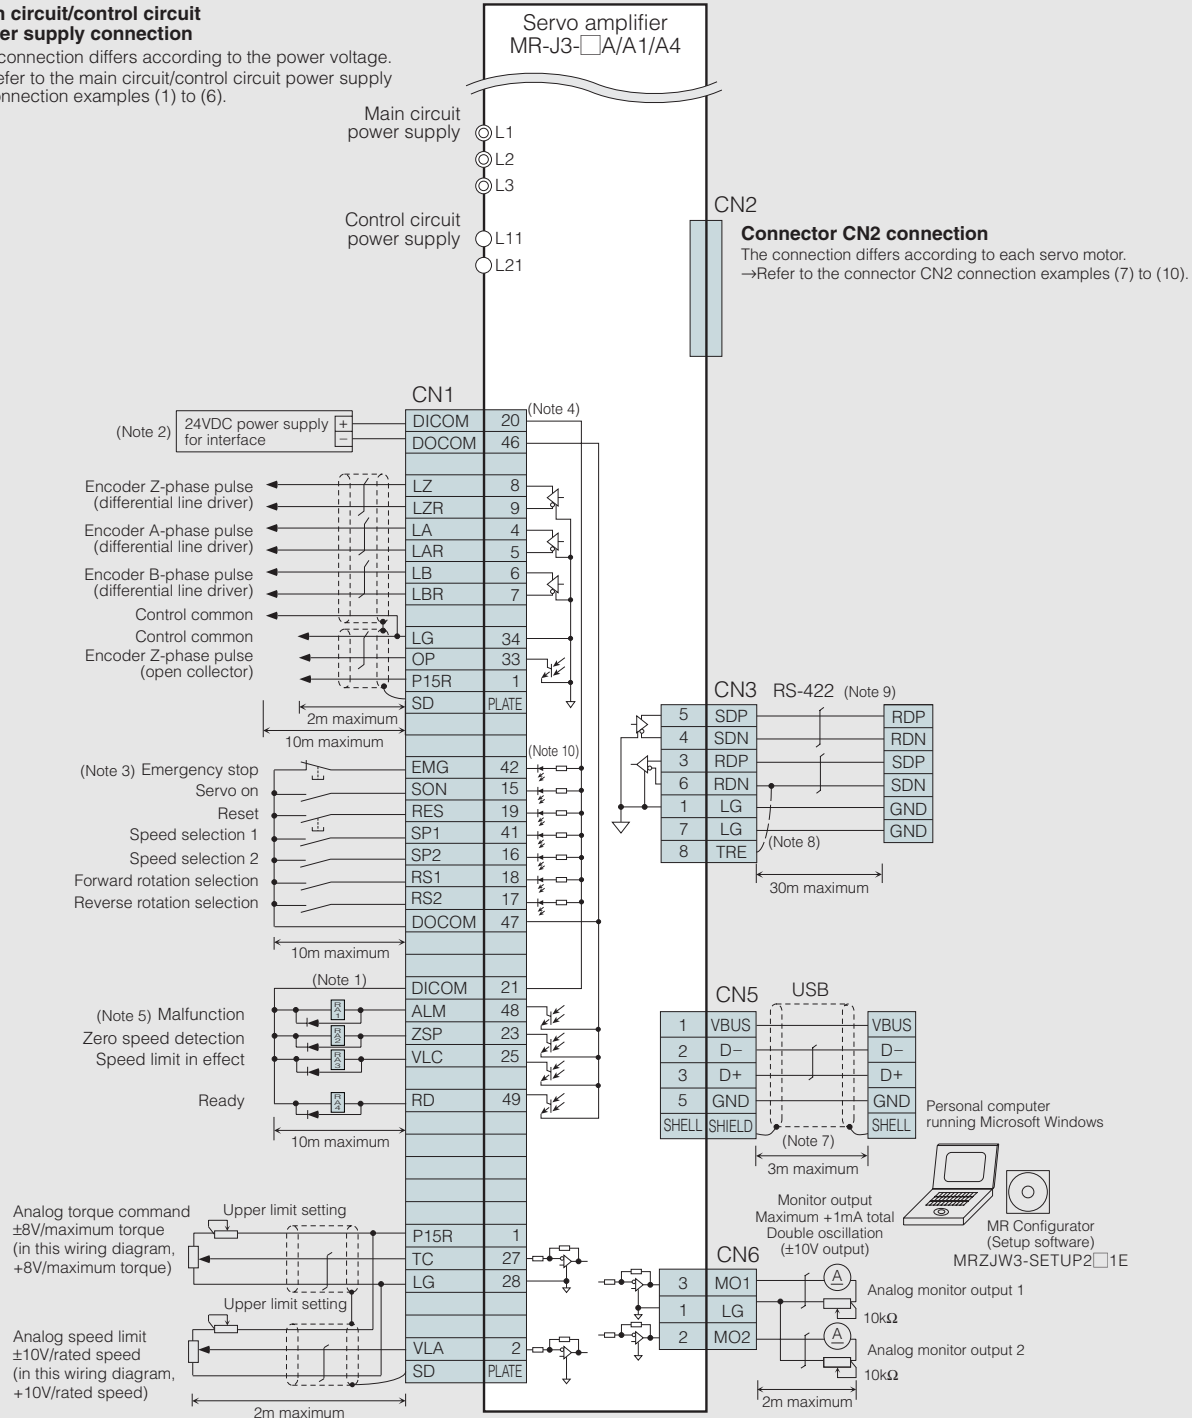 n circuit/control circuit
er supply connection
connection differs according to the power voltage.
efer to the main circuit/control circuit power supply
onnection examples (1) to (6).
Servo amplifier
MR-J3-□A/A1/A4
Main circuit
power supply
L1
L2
L3
Control circuit
power supply
L11
L21
CN2
Connector CN2 connection
The connection differs according to each servo motor.
→Refer to the connector CN2 connection examples (7) to (10).
CN1
(Note 2)
24VDC power supply
for interface
+
−
(Note 4)
DICOM 20
DOCOM 46
Encoder Z-phase pulse
(differential line driver)
LZ 8
LZR 9
Encoder A-phase pulse
(differential line driver)
LA 4
LAR 5
Encoder B-phase pulse
(differential line driver)
LB 6
LBR 7
Control common
Control common
LG 34
Encoder Z-phase pulse
(open collector)
OP 33
P15R 1
SD PLATE
2m maximum
10m maximum
(Note 10)
(Note 3) Emergency stop EMG 42
Servo on SON 15
Reset RES 19
Speed selection 1 SP1 41
Speed selection 2 SP2 16
Forward rotation selection RS1 18
Reverse rotation selection RS2 17
DOCOM 47
10m maximum
(Note 1)
DICOM 21
(Note 5) Malfunction RA1 ALM 48
Zero speed detection RA2 ZSP 23
Speed limit in effect RA3 VLC 25
Ready RA4 RD 49
10m maximum
Analog torque command
±8V/maximum torque
(in this wiring diagram,
+8V/maximum torque)
Upper limit setting
P15R 1
TC 27
LG 28
Upper limit setting
Analog speed limit
±10V/rated speed
(in this wiring diagram,
+10V/rated speed)
VLA 2
SD PLATE
2m maximum
CN3 RS-422 (Note 9)
5 SDP RDP
4 SDN RDN
3 RDP SDP
6 RDN SDN
1 LG GND
7 LG GND
8 TRE
(Note 8)
30m maximum
CN5 USB
1 VBUS VBUS
2 D− D−
3 D+ D+
5 GND GND
SHELL SHIELD SHELL
(Note 7)
3m maximum
Personal computer
running Microsoft Windows
MR Configurator
(Setup software)
MRZJW3-SETUP2□1E
Monitor output
Maximum +1mA total
Double oscillation
(±10V output)
CN6
3 MO1
1 LG
2 MO2
A
Analog monitor output 1
10kΩ
A
Analog monitor output 2
10kΩ
2m maximum